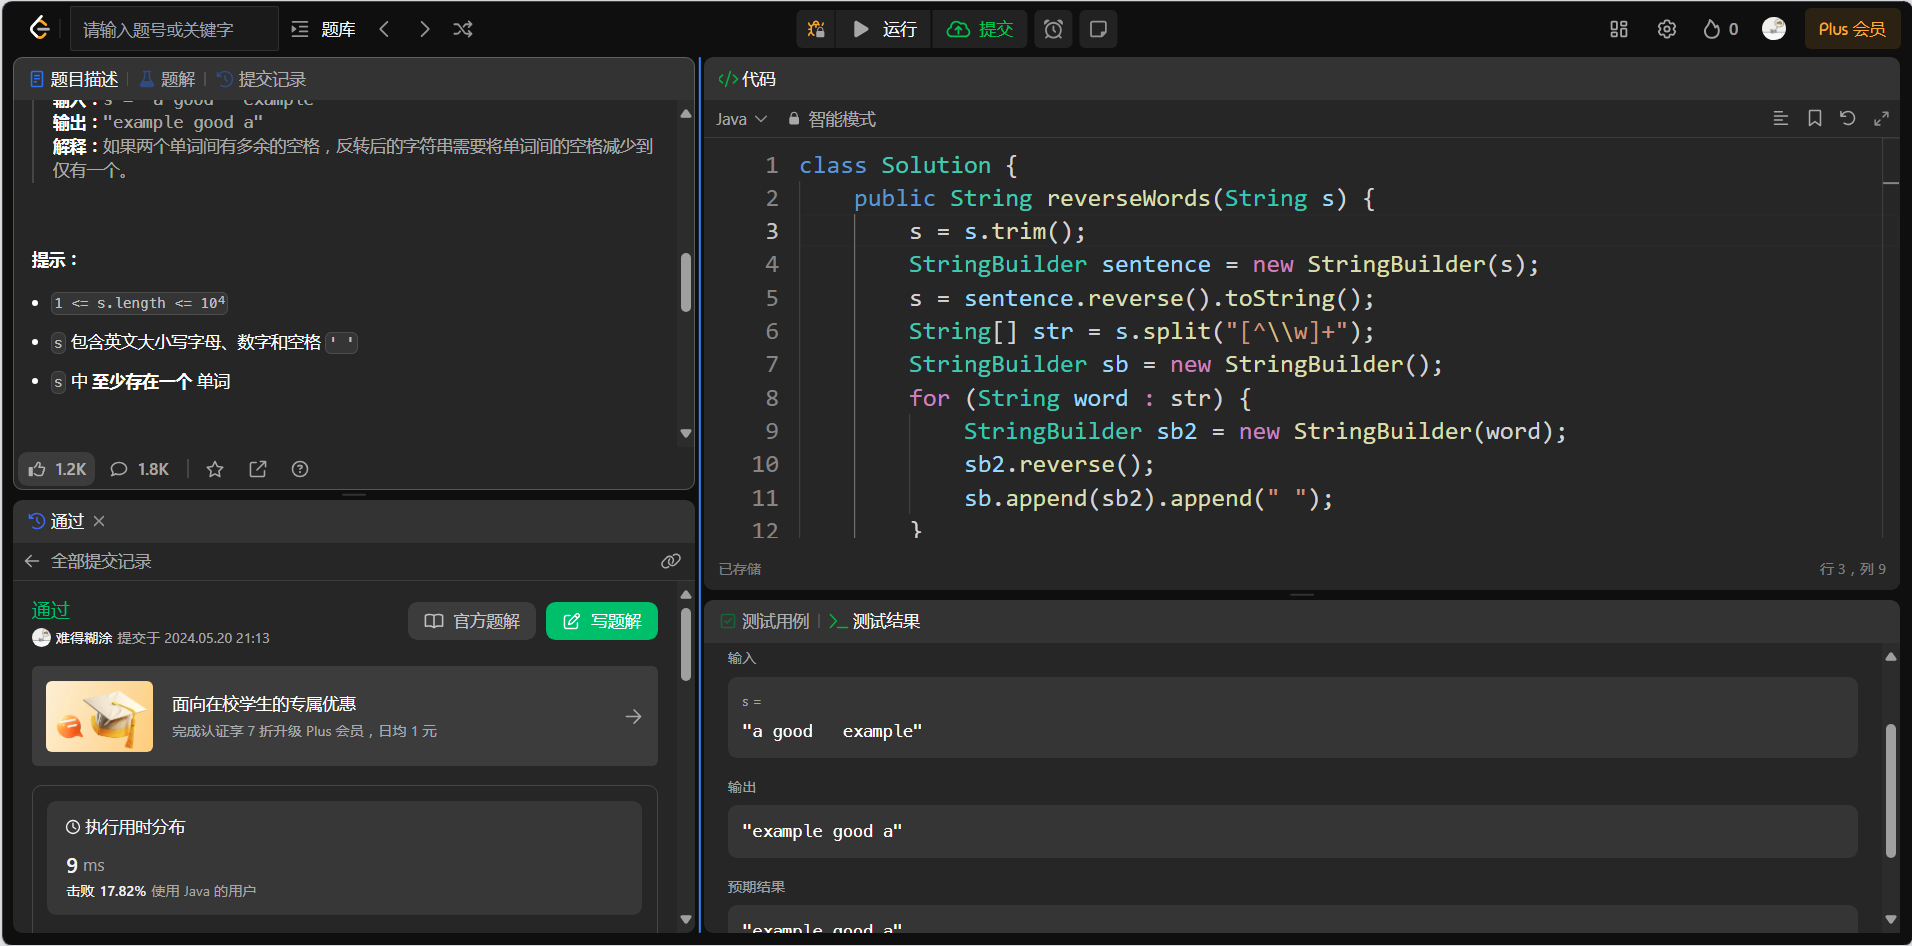 请输入题号或关键字
题库
运行
提交
0
Plus 会员
题目描述
题解
提交记录
输入：s = "a good   example"
输出："example good a"
解释：如果两个单词间有多余的空格，反转后的字符串需要将单词间的空格减少到
仅有一个。
提示：
1 <= s.length <= 10⁴
s 包含英文大小写字母、数字和空格 ' '
s 中 至少存在一个 单词
1.2K
1.8K
通过
全部提交记录
通过
官方题解
写题解
难得糊涂 提交于 2024.05.20 21:13
面向在校学生的专属优惠
完成认证享 7 折升级 Plus 会员，日均 1 元
执行用时分布
9 ms
击败 17.82% 使用 Java 的用户
</> 代码
Java
智能模式
1 class Solution {
2     public String reverseWords(String s) {
3         s = s.trim();
4         StringBuilder sentence = new StringBuilder(s);
5         s = sentence.reverse().toString();
6         String[] str = s.split("[^\\w]+");
7         StringBuilder sb = new StringBuilder();
8         for (String word : str) {
9             StringBuilder sb2 = new StringBuilder(word);
10             sb2.reverse();
11             sb.append(sb2).append(" ");
12         }
已存储
行 3，列 9
测试用例
测试结果
输入
s =
"a good   example"
输出
"example good a"
预期结果
"example good a"